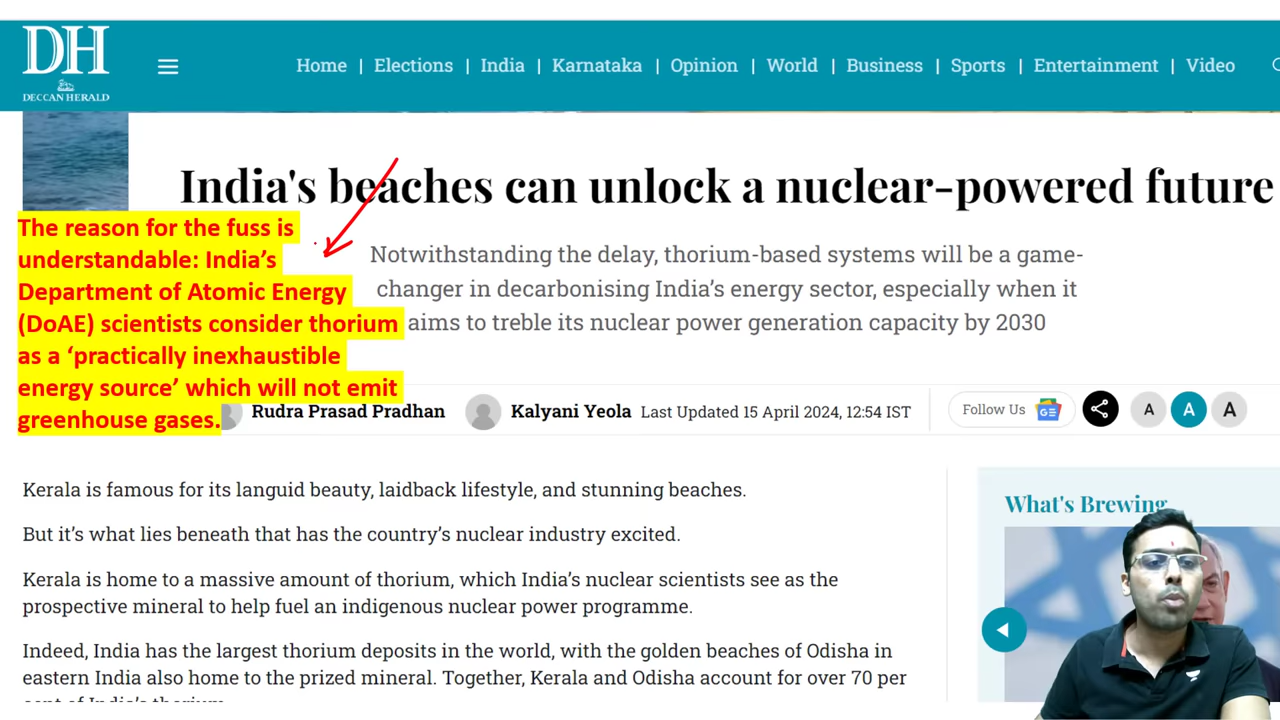 DH
DECCAN HERALD
Home | Elections | India | Karnataka | Opinion | World | Business | Sports | Entertainment | Video
India's beaches can unlock a nuclear-powered future
The reason for the fuss is
understandable: India's
Department of Atomic Energy
(DoAE) scientists consider thorium
as a 'practically inexhaustible
energy source' which will not emit
greenhouse gases.
Notwithstanding the delay, thorium-based systems will be a game-
changer in decarbonising India's energy sector, especially when it
aims to treble its nuclear power generation capacity by 2030
Rudra Prasad Pradhan Kalyani Yeola Last Updated 15 April 2024, 12:54 IST
Follow Us GE A A A
Kerala is famous for its languid beauty, laidback lifestyle, and stunning beaches.
But it's what lies beneath that has the country's nuclear industry excited.
Kerala is home to a massive amount of thorium, which India's nuclear scientists see as the
prospective mineral to help fuel an indigenous nuclear power programme.
Indeed, India has the largest thorium deposits in the world, with the golden beaches of Odisha in
eastern India also home to the prized mineral. Together, Kerala and Odisha account for over 70 per
cent of India's thorium
What's Brewing